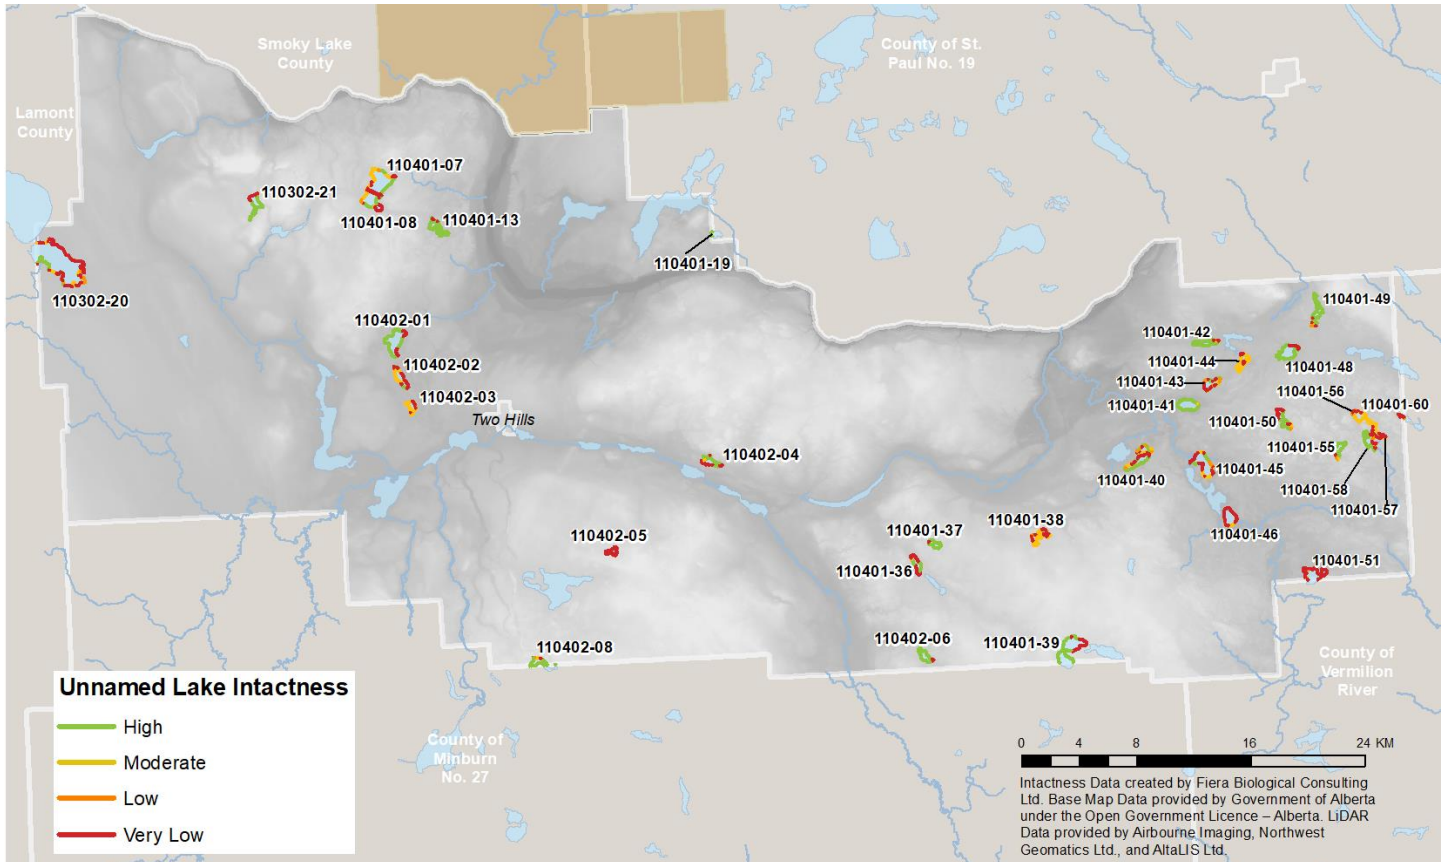 Smoky Lake
County
County of St.
Paul No. 19
Lamont
County
110401-07
110302-21
110401-08
110401-13
110401-19
110302-20
110402-01
110402-02
110402-03
Two Hills
110402-04
110401-49
110401-42
110401-44
110401-48
110401-43
110401-56
110401-60
110401-41
110401-50
110401-55
110401-45
110401-40
110401-58
110401-57
110401-46
110402-05
110401-37
110401-38
110401-36
110401-51
110402-06
110401-39
110402-08
County of
Vermilion
River
County of
Minburn
No. 27
Unnamed Lake Intactness
High
Moderate
Low
Very Low
0 4 8 16 24 KM
Intactness Data created by Fiera Biological Consulting
Ltd. Base Map Data provided by Government of Alberta
under the Open Government Licence – Alberta. LiDAR
Data provided by Airbourne Imaging, Northwest
Geomatics Ltd., and AltaLIS Ltd.